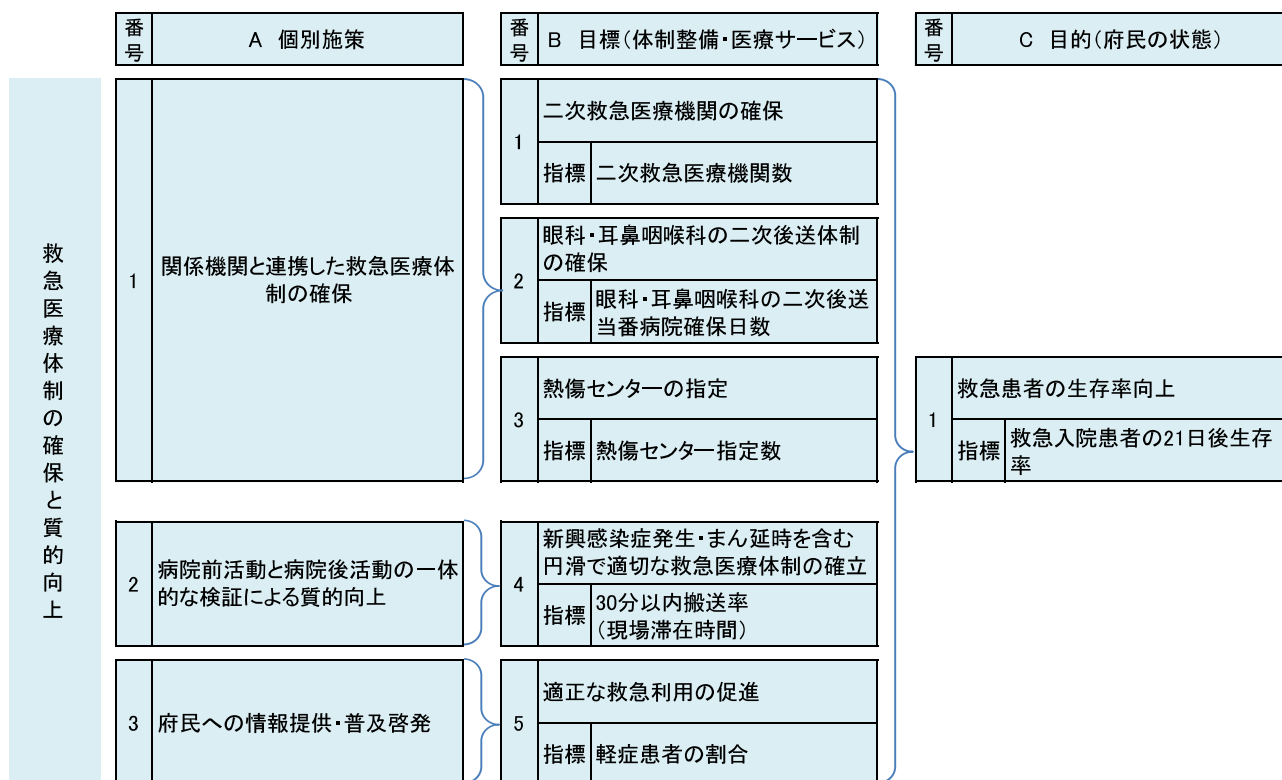 番号
A 個別施策
番号
B 目標（体制整備・医療サービス）
番号
C 目的（府民の状態）
救急医療体制の確保と質的向上
1
関係機関と連携した救急医療体
制の確保
1
二次救急医療機関の確保
指標
二次救急医療機関数
2
眼科・耳鼻咽喉科の二次後送体制
の確保
指標
眼科・耳鼻咽喉科の二次後送
当番病院確保日数
3
熱傷センターの指定
指標
熱傷センター指定数
2
病院前活動と病院後活動の一体
的な検証による質的向上
4
新興感染症発生・まん延時を含む
円滑で適切な救急医療体制の確立
指標
30分以内搬送率
（現場滞在時間）
3
府民への情報提供・普及啓発
5
適正な救急利用の促進
指標
軽症患者の割合
1
救急患者の生存率向上
指標
救急入院患者の21日後生存
率